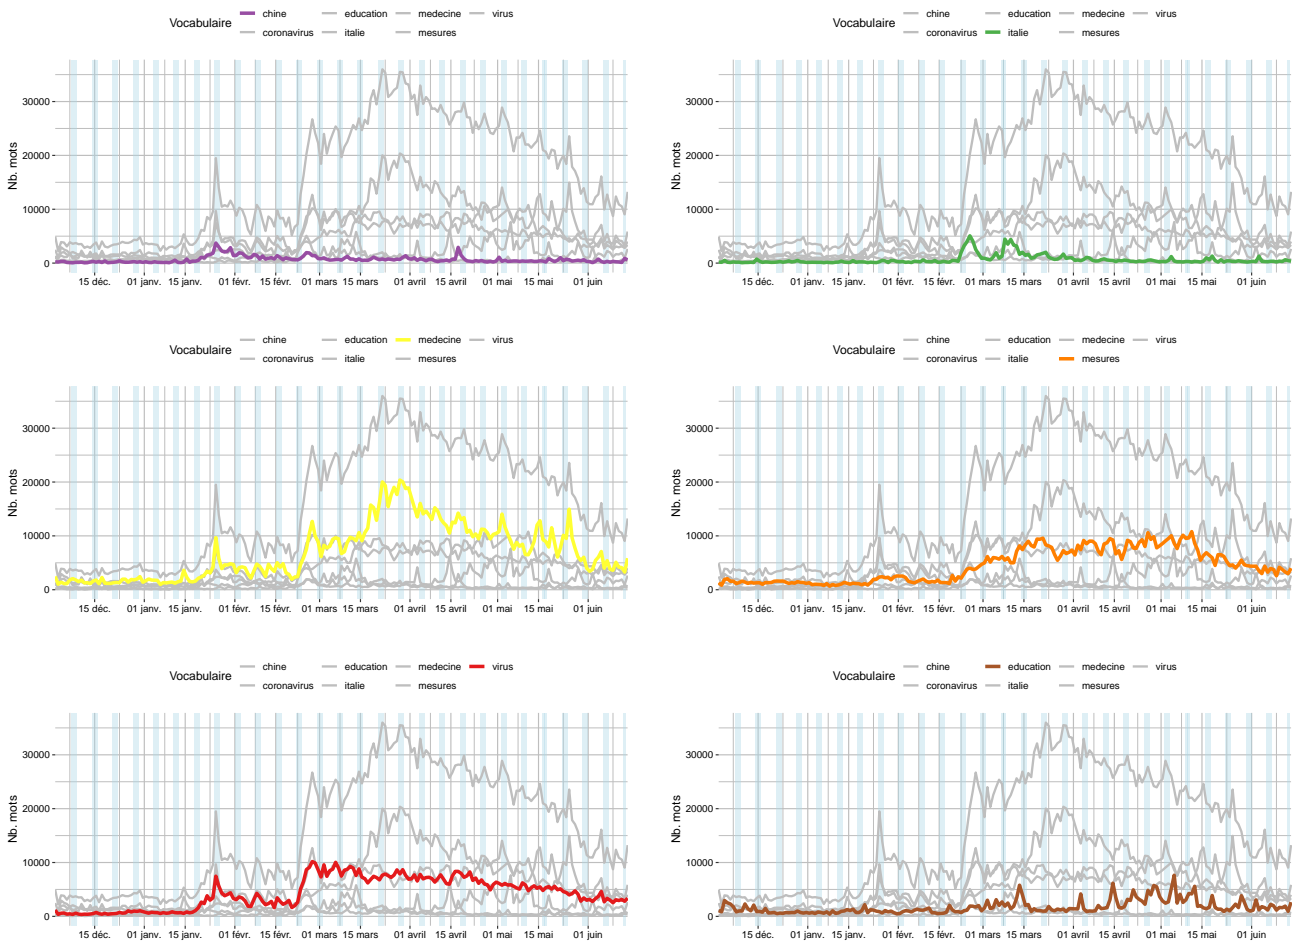 Vocabulaire chine education medecine virus
coronavirus italie mesures
Nb. mots
30000
20000
10000
0
15 déc. 01 janv. 15 janv. 01 févr. 15 févr. 01 mars 15 mars 01 avril 15 avril 01 mai 15 mai 01 juin
Vocabulaire chine education medecine virus
coronavirus italie mesures
Nb. mots
30000
20000
10000
0
15 déc. 01 janv. 15 janv. 01 févr. 15 févr. 01 mars 15 mars 01 avril 15 avril 01 mai 15 mai 01 juin
Vocabulaire chine education medecine virus
coronavirus italie mesures
Nb. mots
30000
20000
10000
0
15 déc. 01 janv. 15 janv. 01 févr. 15 févr. 01 mars 15 mars 01 avril 15 avril 01 mai 15 mai 01 juin
Vocabulaire chine education medecine virus
coronavirus italie mesures
Nb. mots
30000
20000
10000
0
15 déc. 01 janv. 15 janv. 01 févr. 15 févr. 01 mars 15 mars 01 avril 15 avril 01 mai 15 mai 01 juin
Vocabulaire chine education medecine virus
coronavirus italie mesures
Nb. mots
30000
20000
10000
0
15 déc. 01 janv. 15 janv. 01 févr. 15 févr. 01 mars 15 mars 01 avril 15 avril 01 mai 15 mai 01 juin
Vocabulaire chine education medecine virus
coronavirus italie mesures
Nb. mots
30000
20000
10000
0
15 déc. 01 janv. 15 janv. 01 févr. 15 févr. 01 mars 15 mars 01 avril 15 avril 01 mai 15 mai 01 juin